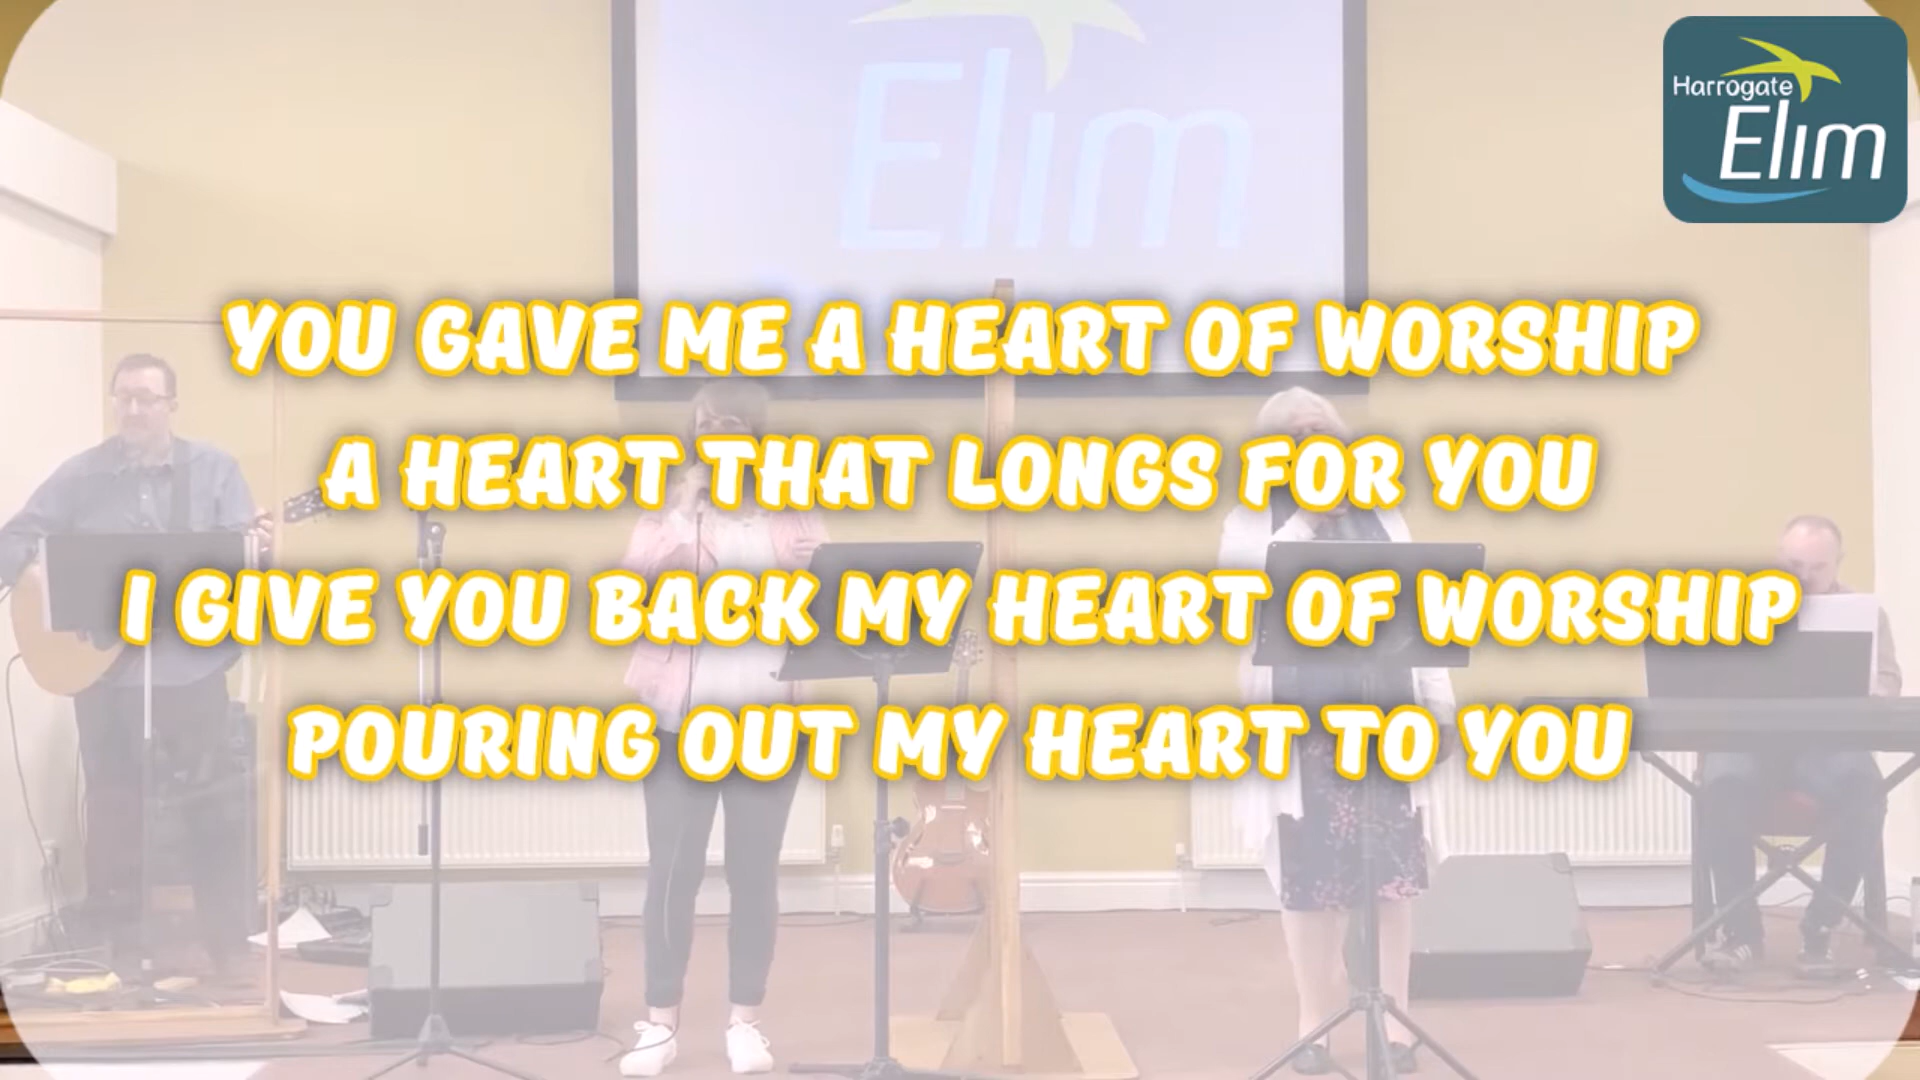 Elim
Harrogate
Elim
YOU GAVE ME A HEART OF WORSHIP
A HEART THAT LONGS FOR YOU
I GIVE YOU BACK MY HEART OF WORSHIP
POURING OUT MY HEART TO YOU